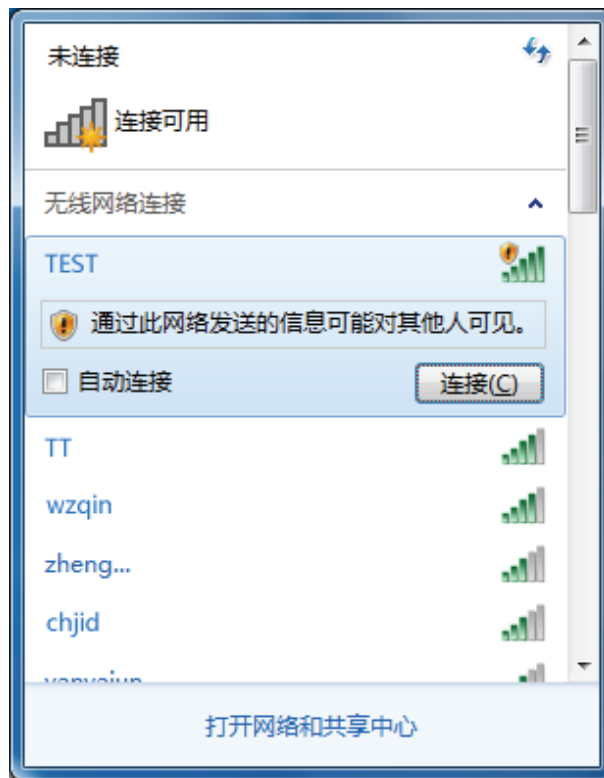 未连接
连接可用
无线网络连接
TEST
通过此网络发送的信息可能对其他人可见。
自动连接
连接(C)
TT
wzqin
zheng...
chjid
打开网络和共享中心